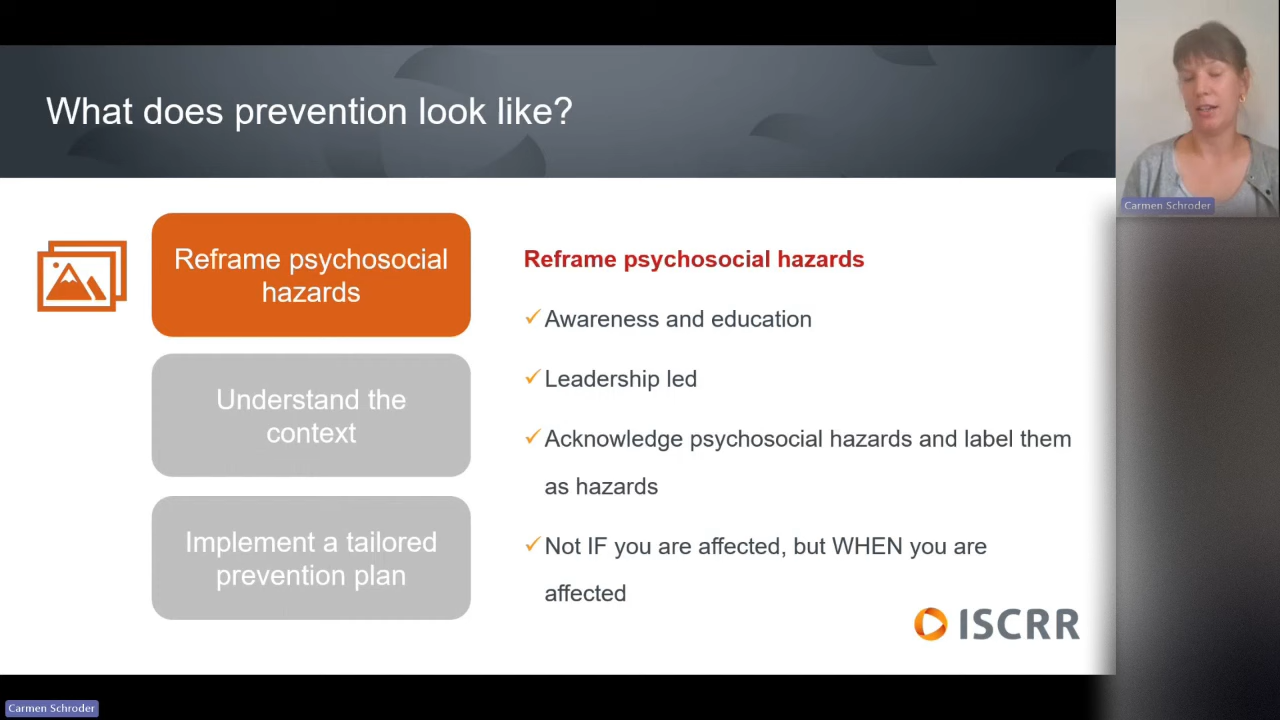 What does prevention look like?
Carmen Schroder
Reframe psychosocial
hazards
Understand the
context
Implement a tailored
prevention plan
Reframe psychosocial hazards
✓Awareness and education
✓Leadership led
✓Acknowledge psychosocial hazards and label them
as hazards
✓Not IF you are affected, but WHEN you are
affected
ISCRR
Carmen Schroder